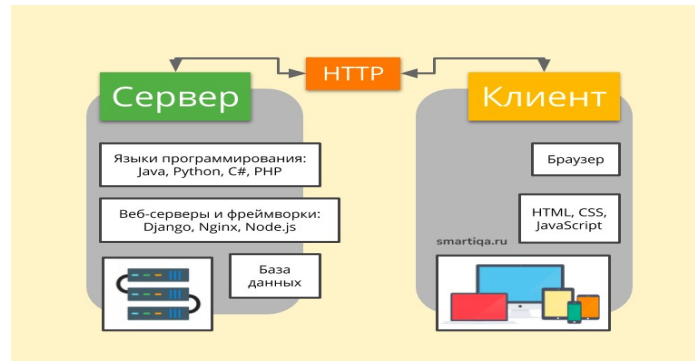 HTTP
Сервер
Клиент
Языки программирования:
Java, Python, C#, PHP
Веб-серверы и фреймворки:
Django, Nginx, Node.js
База
данных
Браузер
HTML, CSS,
JavaScript
smartiqa.ru